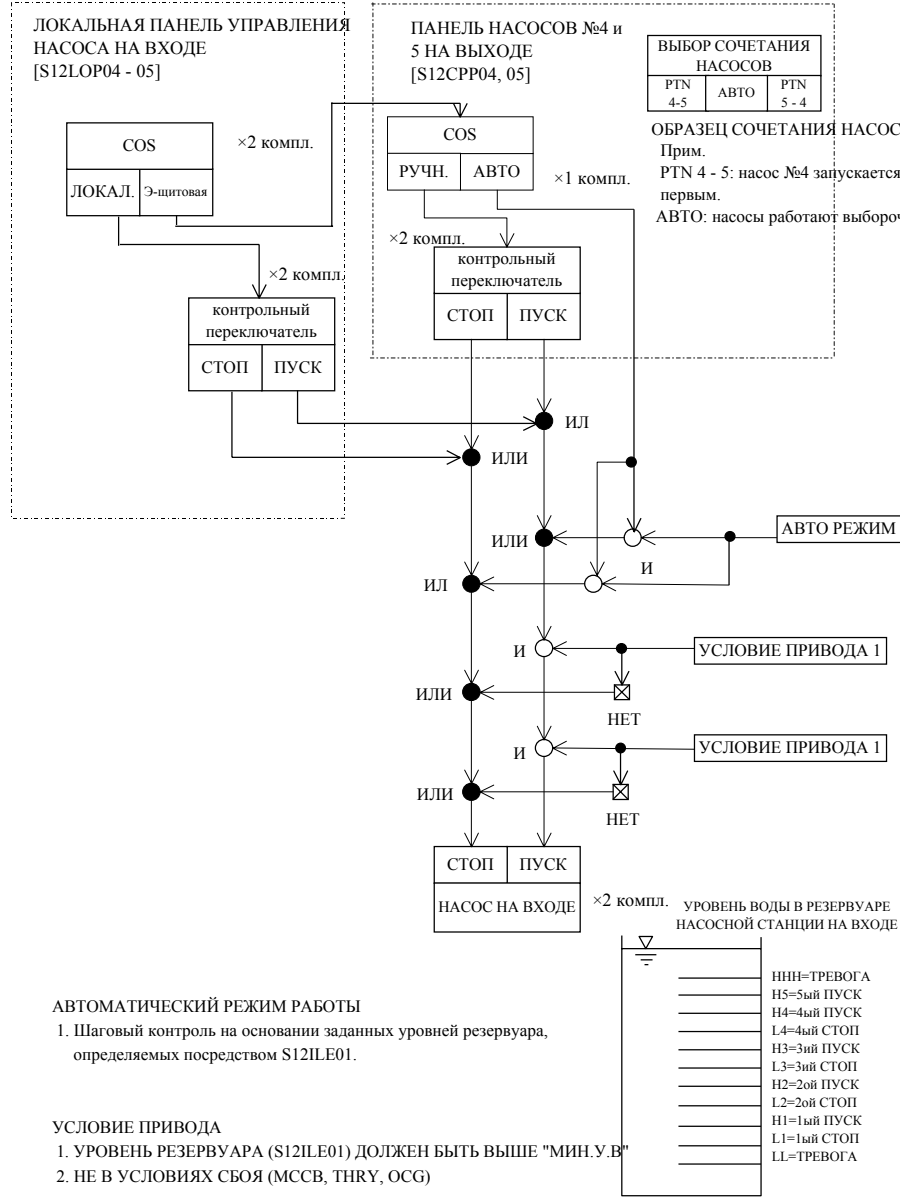 ЛОКАЛЬНАЯ ПАНЕЛЬ УПРАВЛЕНИЯ
НАСОСА НА ВХОДЕ
[S12LOP04 - 05]
ПАНЕЛЬ НАСОСОВ №4 и
5 НА ВЫХОДЕ
[S12CPP04, 05]
ВЫБОР СОЧЕТАНИЯ
НАСОСОВ
PTN
4-5
АВТО
PTN
5 - 4
ОБРАЗЕЦ СОЧЕТАНИЯ НАСОС
Прим.
PTN 4 - 5: насос №4 запускается
первым.
АВТО: насосы работают выбороч
COS
×2 компл.
ЛОКАЛ.
Э-щитовая
COS
РУЧН.
АВТО
×1 компл.
×2 компл.
контрольный
переключатель
СТОП
ПУСК
×2 компл.
контрольный
переключатель
СТОП
ПУСК
ИЛ
ИЛИ
ИЛИ
И
АВТО РЕЖИМ
ИЛ
И
УСЛОВИЕ ПРИВОДА 1
ИЛИ
НЕТ
И
УСЛОВИЕ ПРИВОДА 1
ИЛИ
НЕТ
СТОП
ПУСК
НАСОС НА ВХОДЕ
×2 компл.
УРОВЕНЬ ВОДЫ В РЕЗЕРВУАРЕ
НАСОСНОЙ СТАНЦИИ НА ВХОДЕ
HHH=ТРЕВОГА
H5=5ый ПУСК
H4=4ый ПУСК
L4=4ый СТОП
H3=3ий ПУСК
L3=3ий СТОП
H2=2ой ПУСК
L2=2ой СТОП
H1=1ый ПУСК
L1=1ый СТОП
LL=ТРЕВОГА
АВТОМАТИЧЕСКИЙ РЕЖИМ РАБОТЫ
1. Шаговый контроль на основании заданных уровней резервуара,
определяемых посредством S12ILE01.
УСЛОВИЕ ПРИВОДА
1. УРОВЕНЬ РЕЗЕРВУАРА (S12ILE01) ДОЛЖЕН БЫТЬ ВЫШЕ "МИН.У.В"
2. НЕ В УСЛОВИЯХ СБОЯ (MCCB, THRY, OCG)